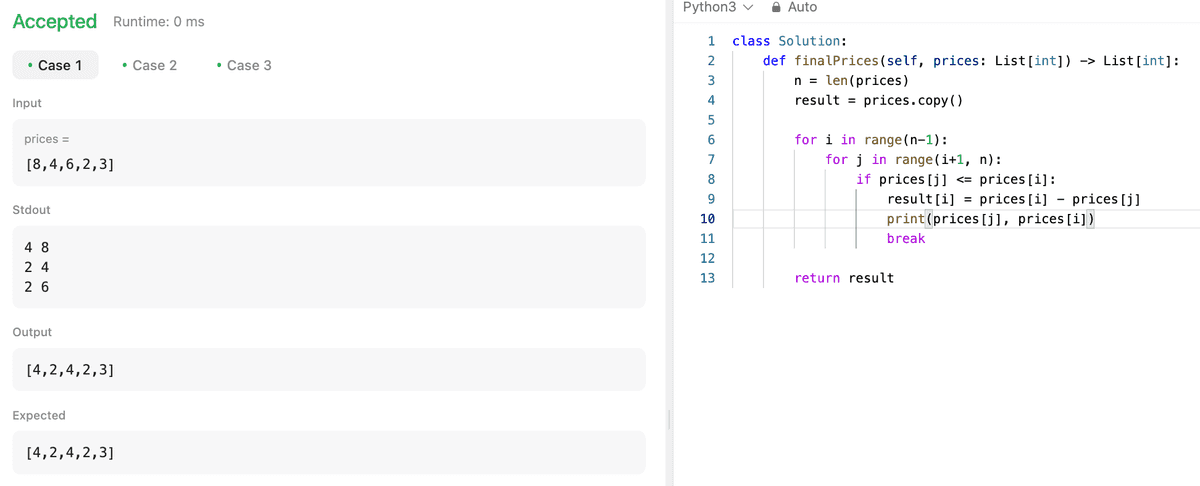 Accepted Runtime: 0 ms
• Case 1 • Case 2 • Case 3
Input
prices =
[8,4,6,2,3]
Stdout
4 8
2 4
2 6
Output
[4,2,4,2,3]
Expected
[4,2,4,2,3]
Python3 Auto
1 class Solution:
2     def finalPrices(self, prices: List[int]) -> List[int]:
3         n = len(prices)
4         result = prices.copy()
5
6         for i in range(n-1):
7             for j in range(i+1, n):
8                 if prices[j] <= prices[i]:
9                     result[i] = prices[i] - prices[j]
10                     print(prices[j], prices[i])
11                     break
12
13         return result